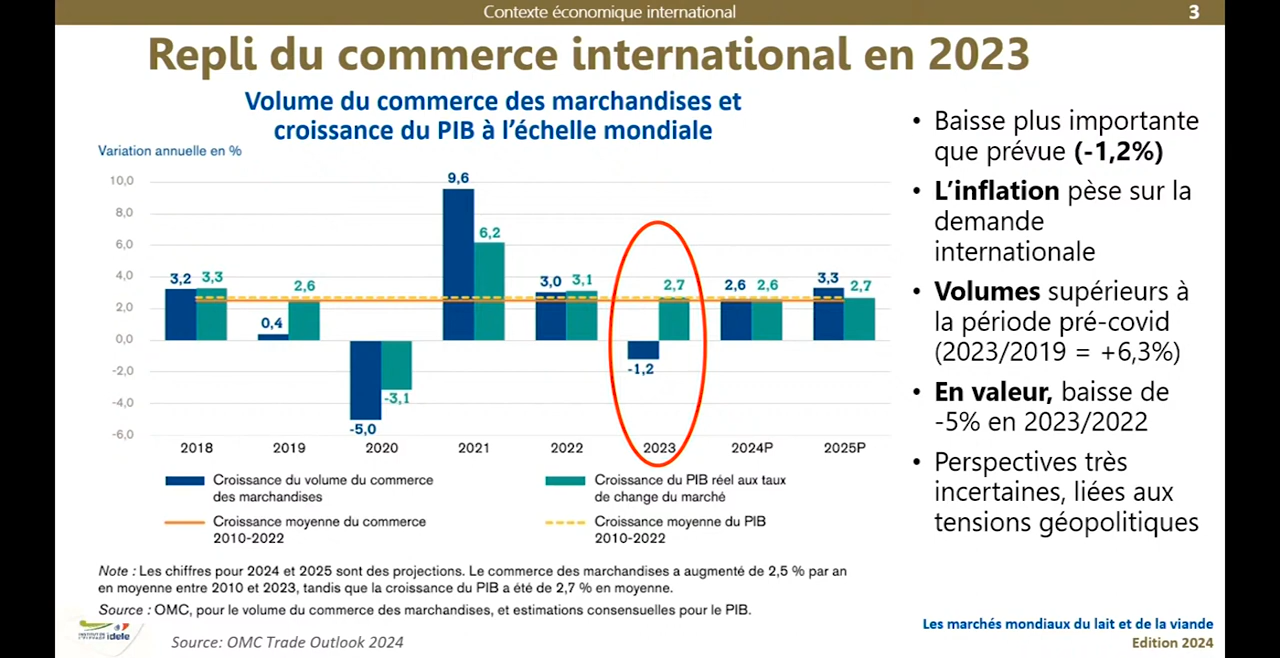 Contexte économique international
3
Repli du commerce international en 2023
Volume du commerce des marchandises et
croissance du PIB à l'échelle mondiale
Variation annuelle en %
10,0
8,0
6,0
4,0
2,0
0,0
-2,0
-4,0
-6,0
3,2
3,3
0,4
2,6
-5,0
-3,1
9,6
6,2
3,0
3,1
-1,2
2,7
2,6
2,6
3,3
2,7
2018
2019
2020
2021
2022
2023
2024P
2025P
Croissance du volume du commerce
des marchandises
Croissance du PIB réel aux taux
de change du marché
Croissance moyenne du commerce
2010-2022
Croissance moyenne du PIB
2010-2022
Note : Les chiffres pour 2024 et 2025 sont des projections. Le commerce des marchandises a augmenté de 2,5 % par an
en moyenne entre 2010 et 2023, tandis que la croissance du PIB a été de 2,7 % en moyenne.
Source : OMC, pour le volume du commerce des marchandises, et estimations consensuelles pour le PIB.
• Baisse plus importante
que prévue (-1,2%)
• L'inflation pèse sur la
demande
internationale
• Volumes supérieurs à
la période pré-covid
(2023/2019 = +6,3%)
• En valeur, baisse de
-5% en 2023/2022
• Perspectives très
incertaines, liées aux
tensions géopolitiques
idele
Source: OMC Trade Outlook 2024
Les marchés mondiaux du lait et de la viande
Edition 2024